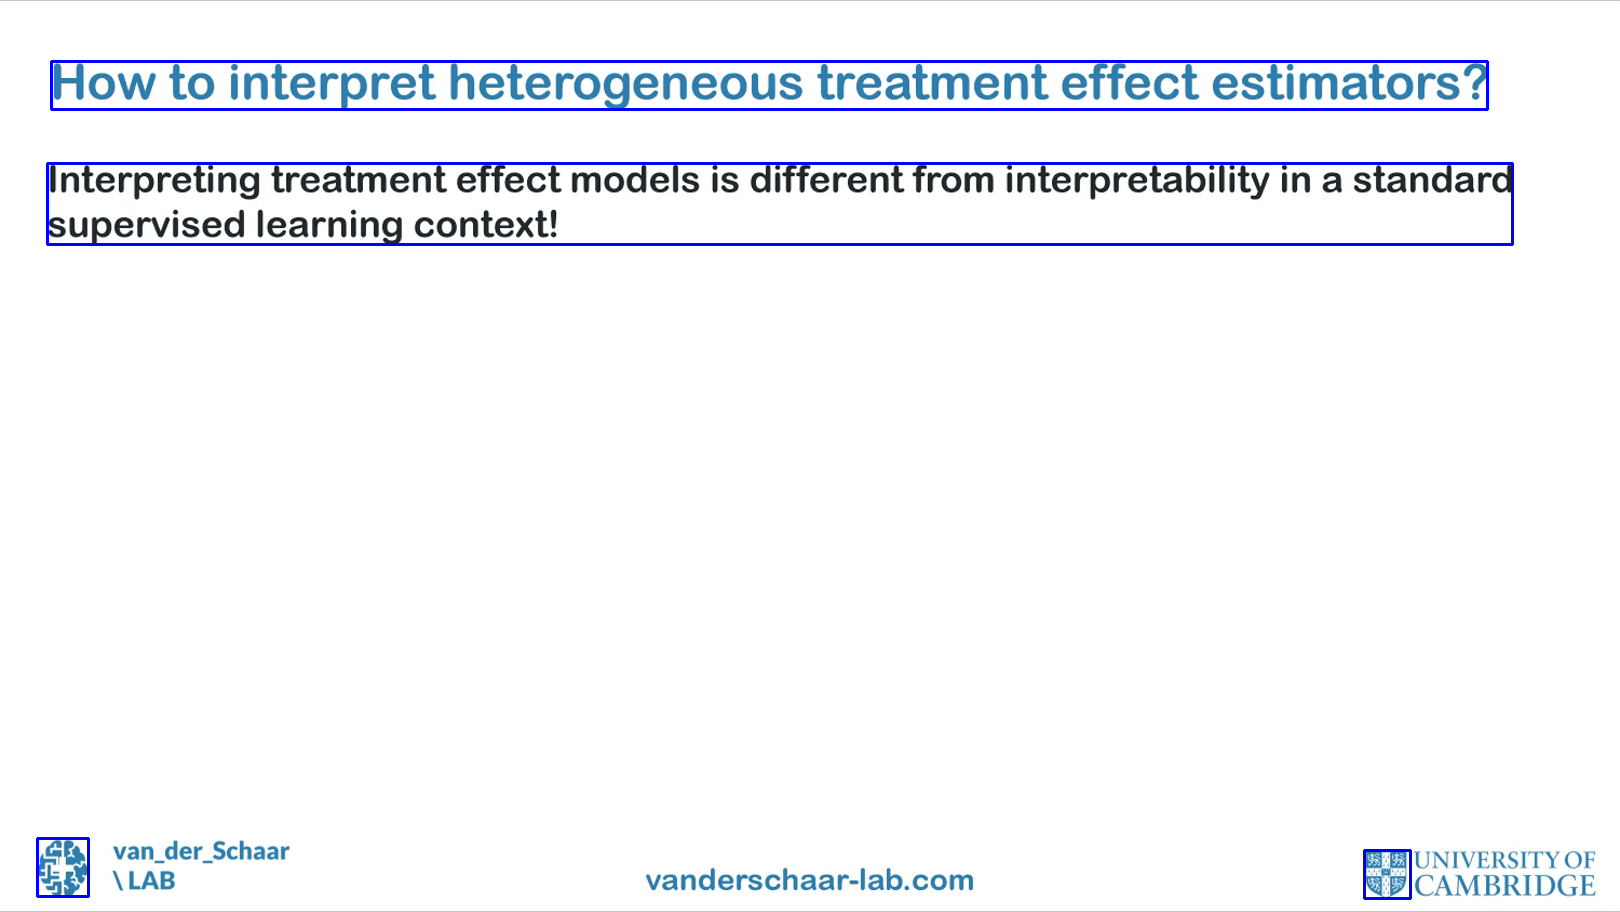 How to interpret heterogeneous treatment effect estimators?
Interpreting treatment effect models is different from interpretability in a standard
supervised learning context!
van_der_Schaar
\ LAB
vanderschaar-lab.com
UNIVERSITY OF
CAMBRIDGE